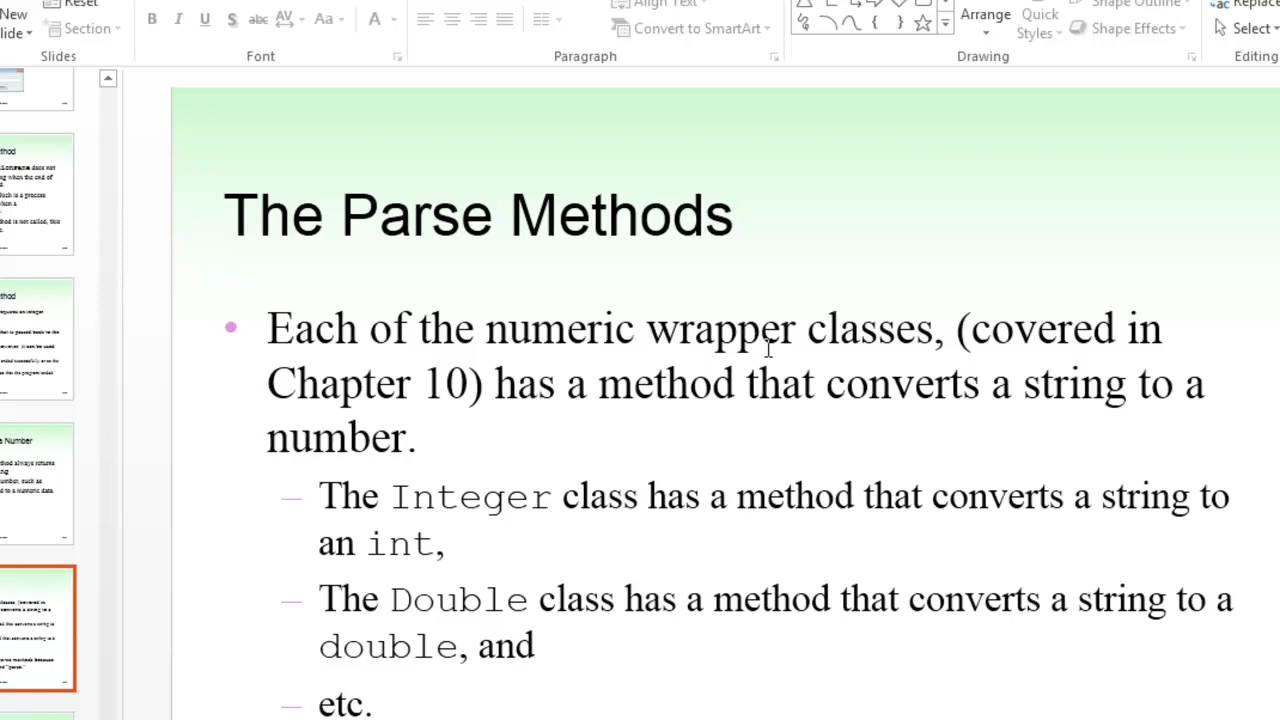 New
Reset
Slide
Section
Slides
B I U S abc AV Aa A
Font
Align Text
Convert to SmartArt
Paragraph
Arrange
Quick
Styles
Shape Outline
Shape Effects
Drawing
Replace
Select
Editing
The Parse Methods
• Each of the numeric wrapper classes, (covered in
Chapter 10) has a method that converts a string to a
number.
– The Integer class has a method that converts a string to
an int,
– The Double class has a method that converts a string to a
double, and
– etc.